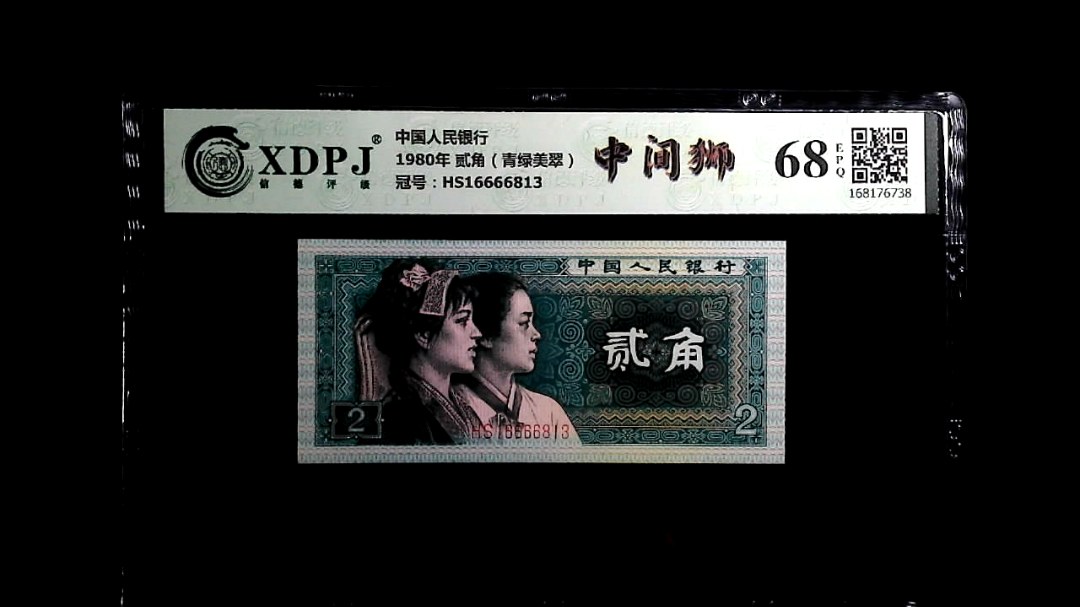 XDPJ®
信德评级
中国人民银行
1980年 贰角（青绿美翠）
冠号：HS16666813
中间狮
68
EPQ
168176738
中国人民银行
贰角
2
2
HS16666813